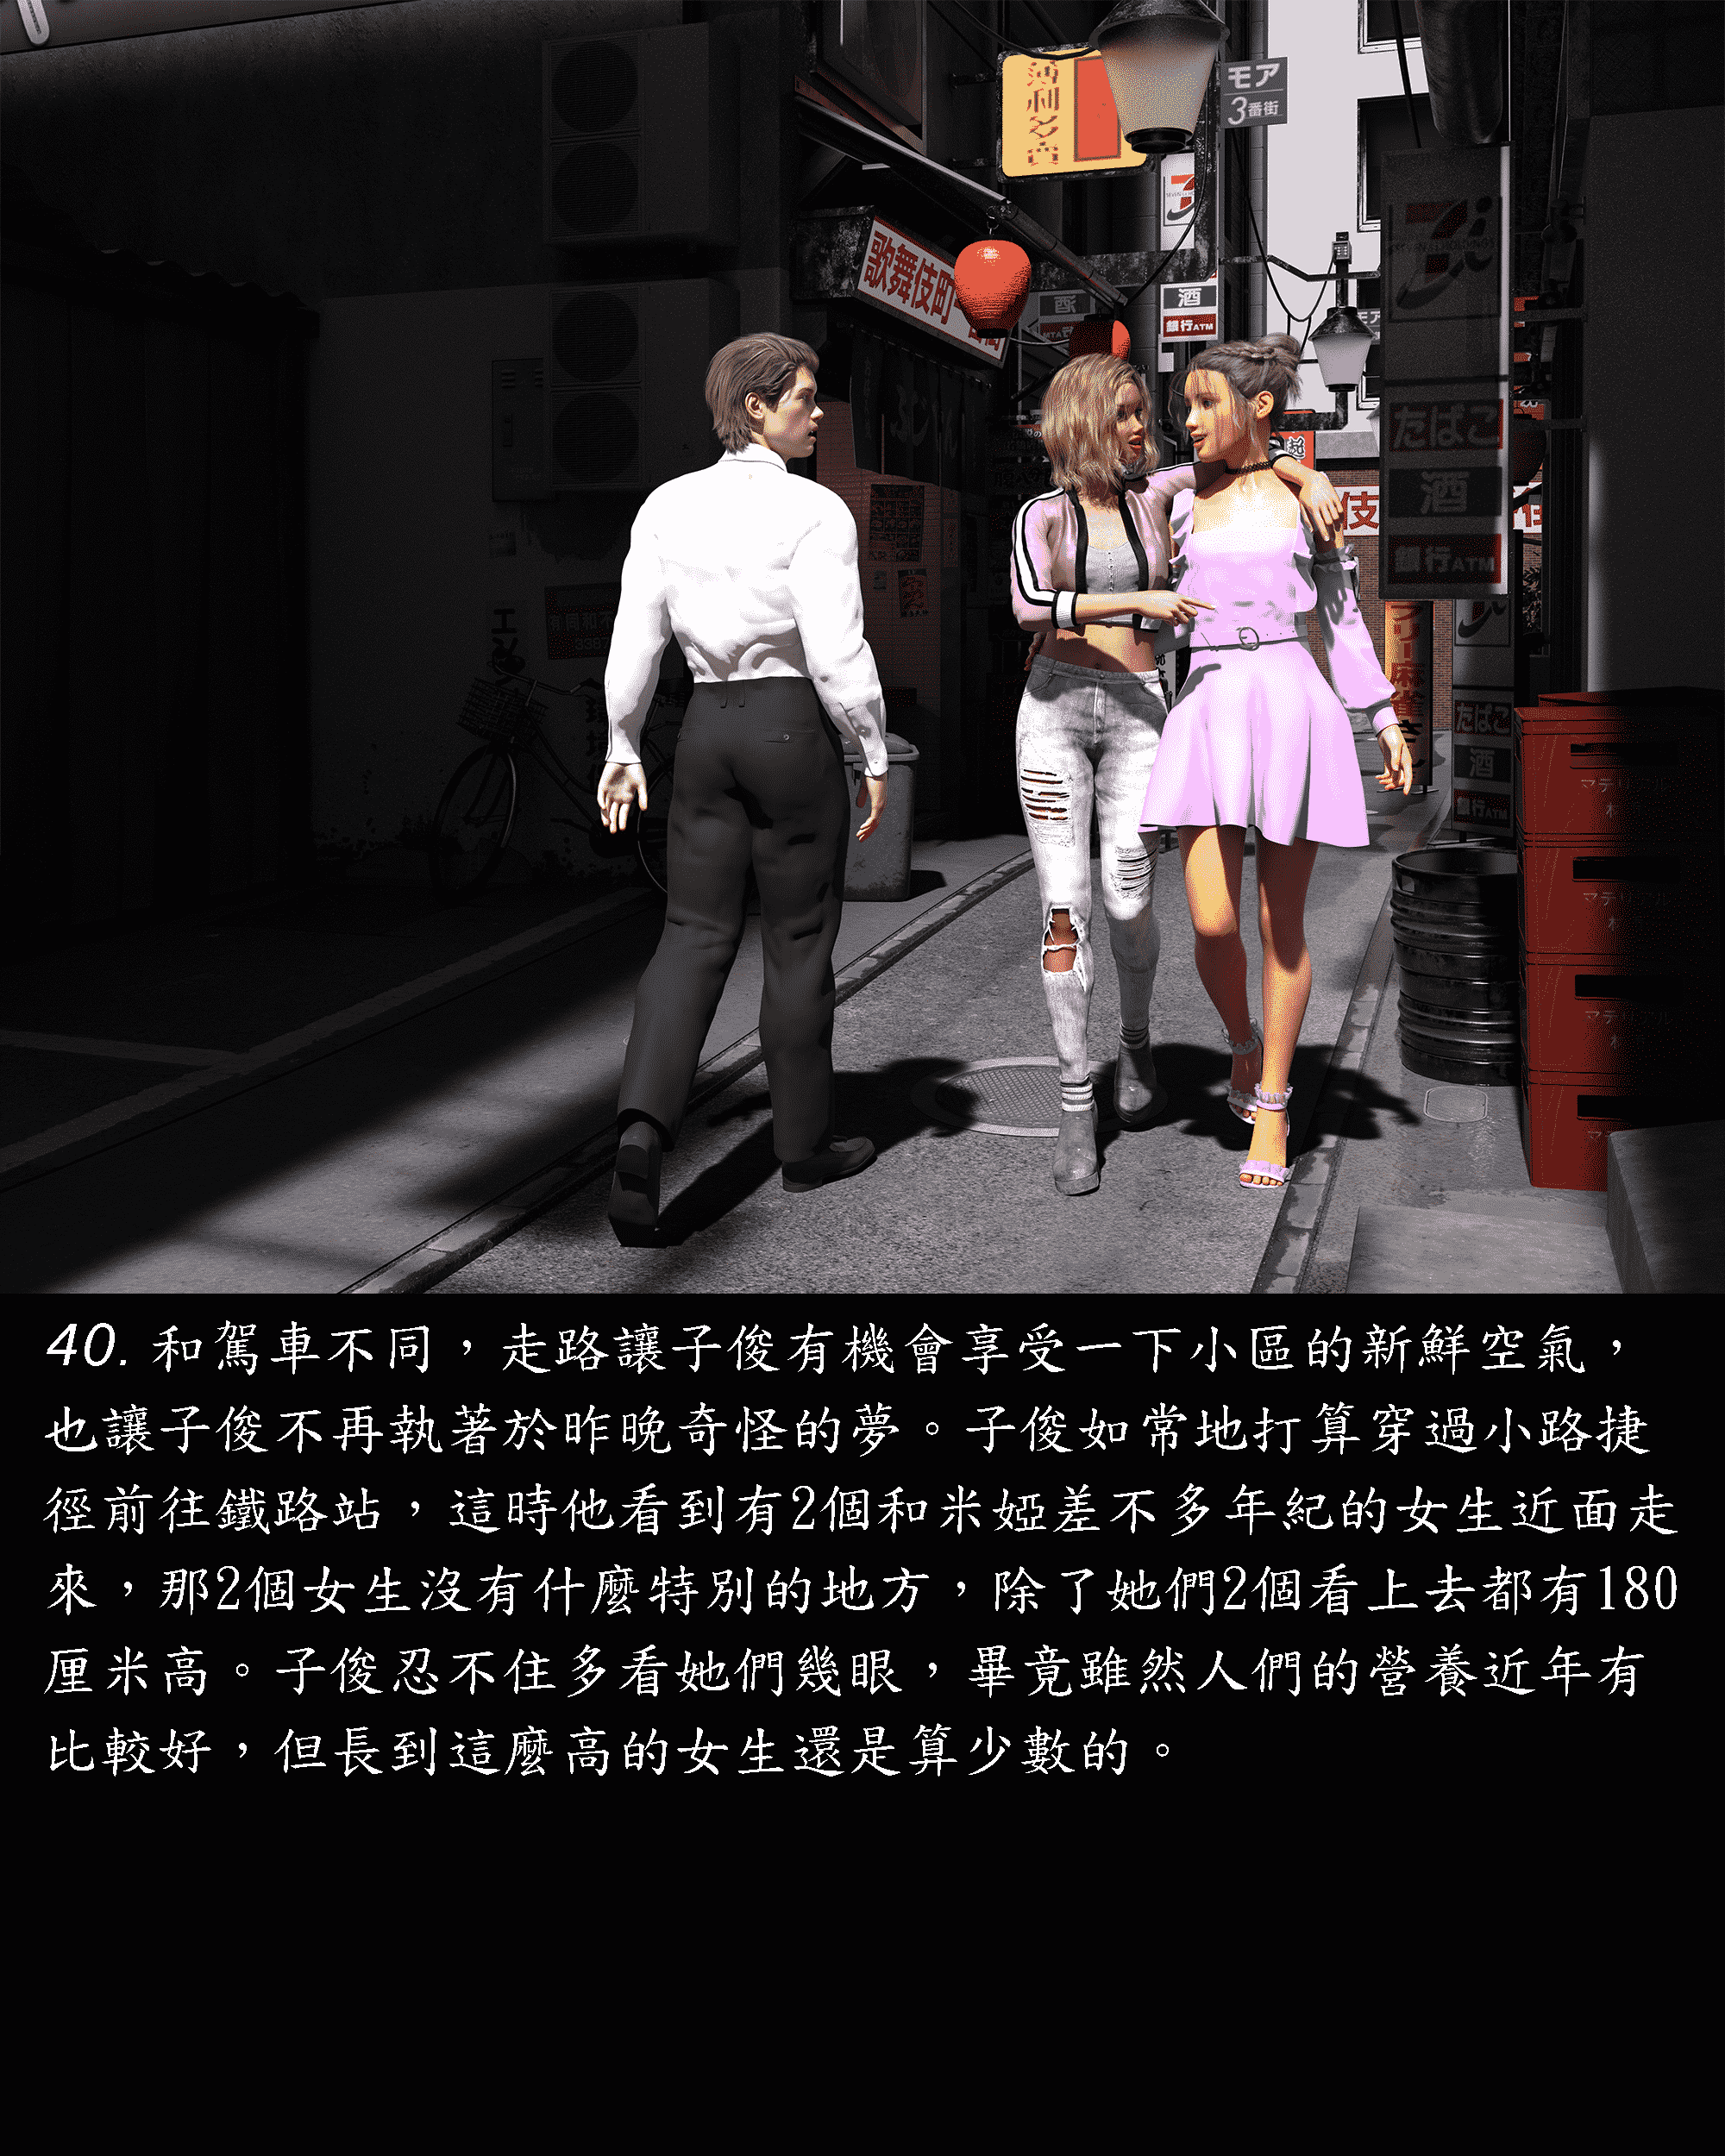 モア
3番街
歌舞伎町
酒
銀行ATM
たばこ
酒
銀行ATM
たばこ
酒
銀行ATM
40. 和駕車不同，走路讓子俊有機會享受一下小區的新鮮空氣，
也讓子俊不再執著於昨晚奇怪的夢。子俊如常地打算穿過小路捷
徑前往鐵路站，這時他看到有2個和米婭差不多年紀的女生近面走
來，那2個女生沒有什麼特別的地方，除了她們2個看上去都有180
厘米高。子俊忍不住多看她們幾眼，畢竟雖然人們的營養近年有
比較好，但長到這麼高的女生還是算少數的。